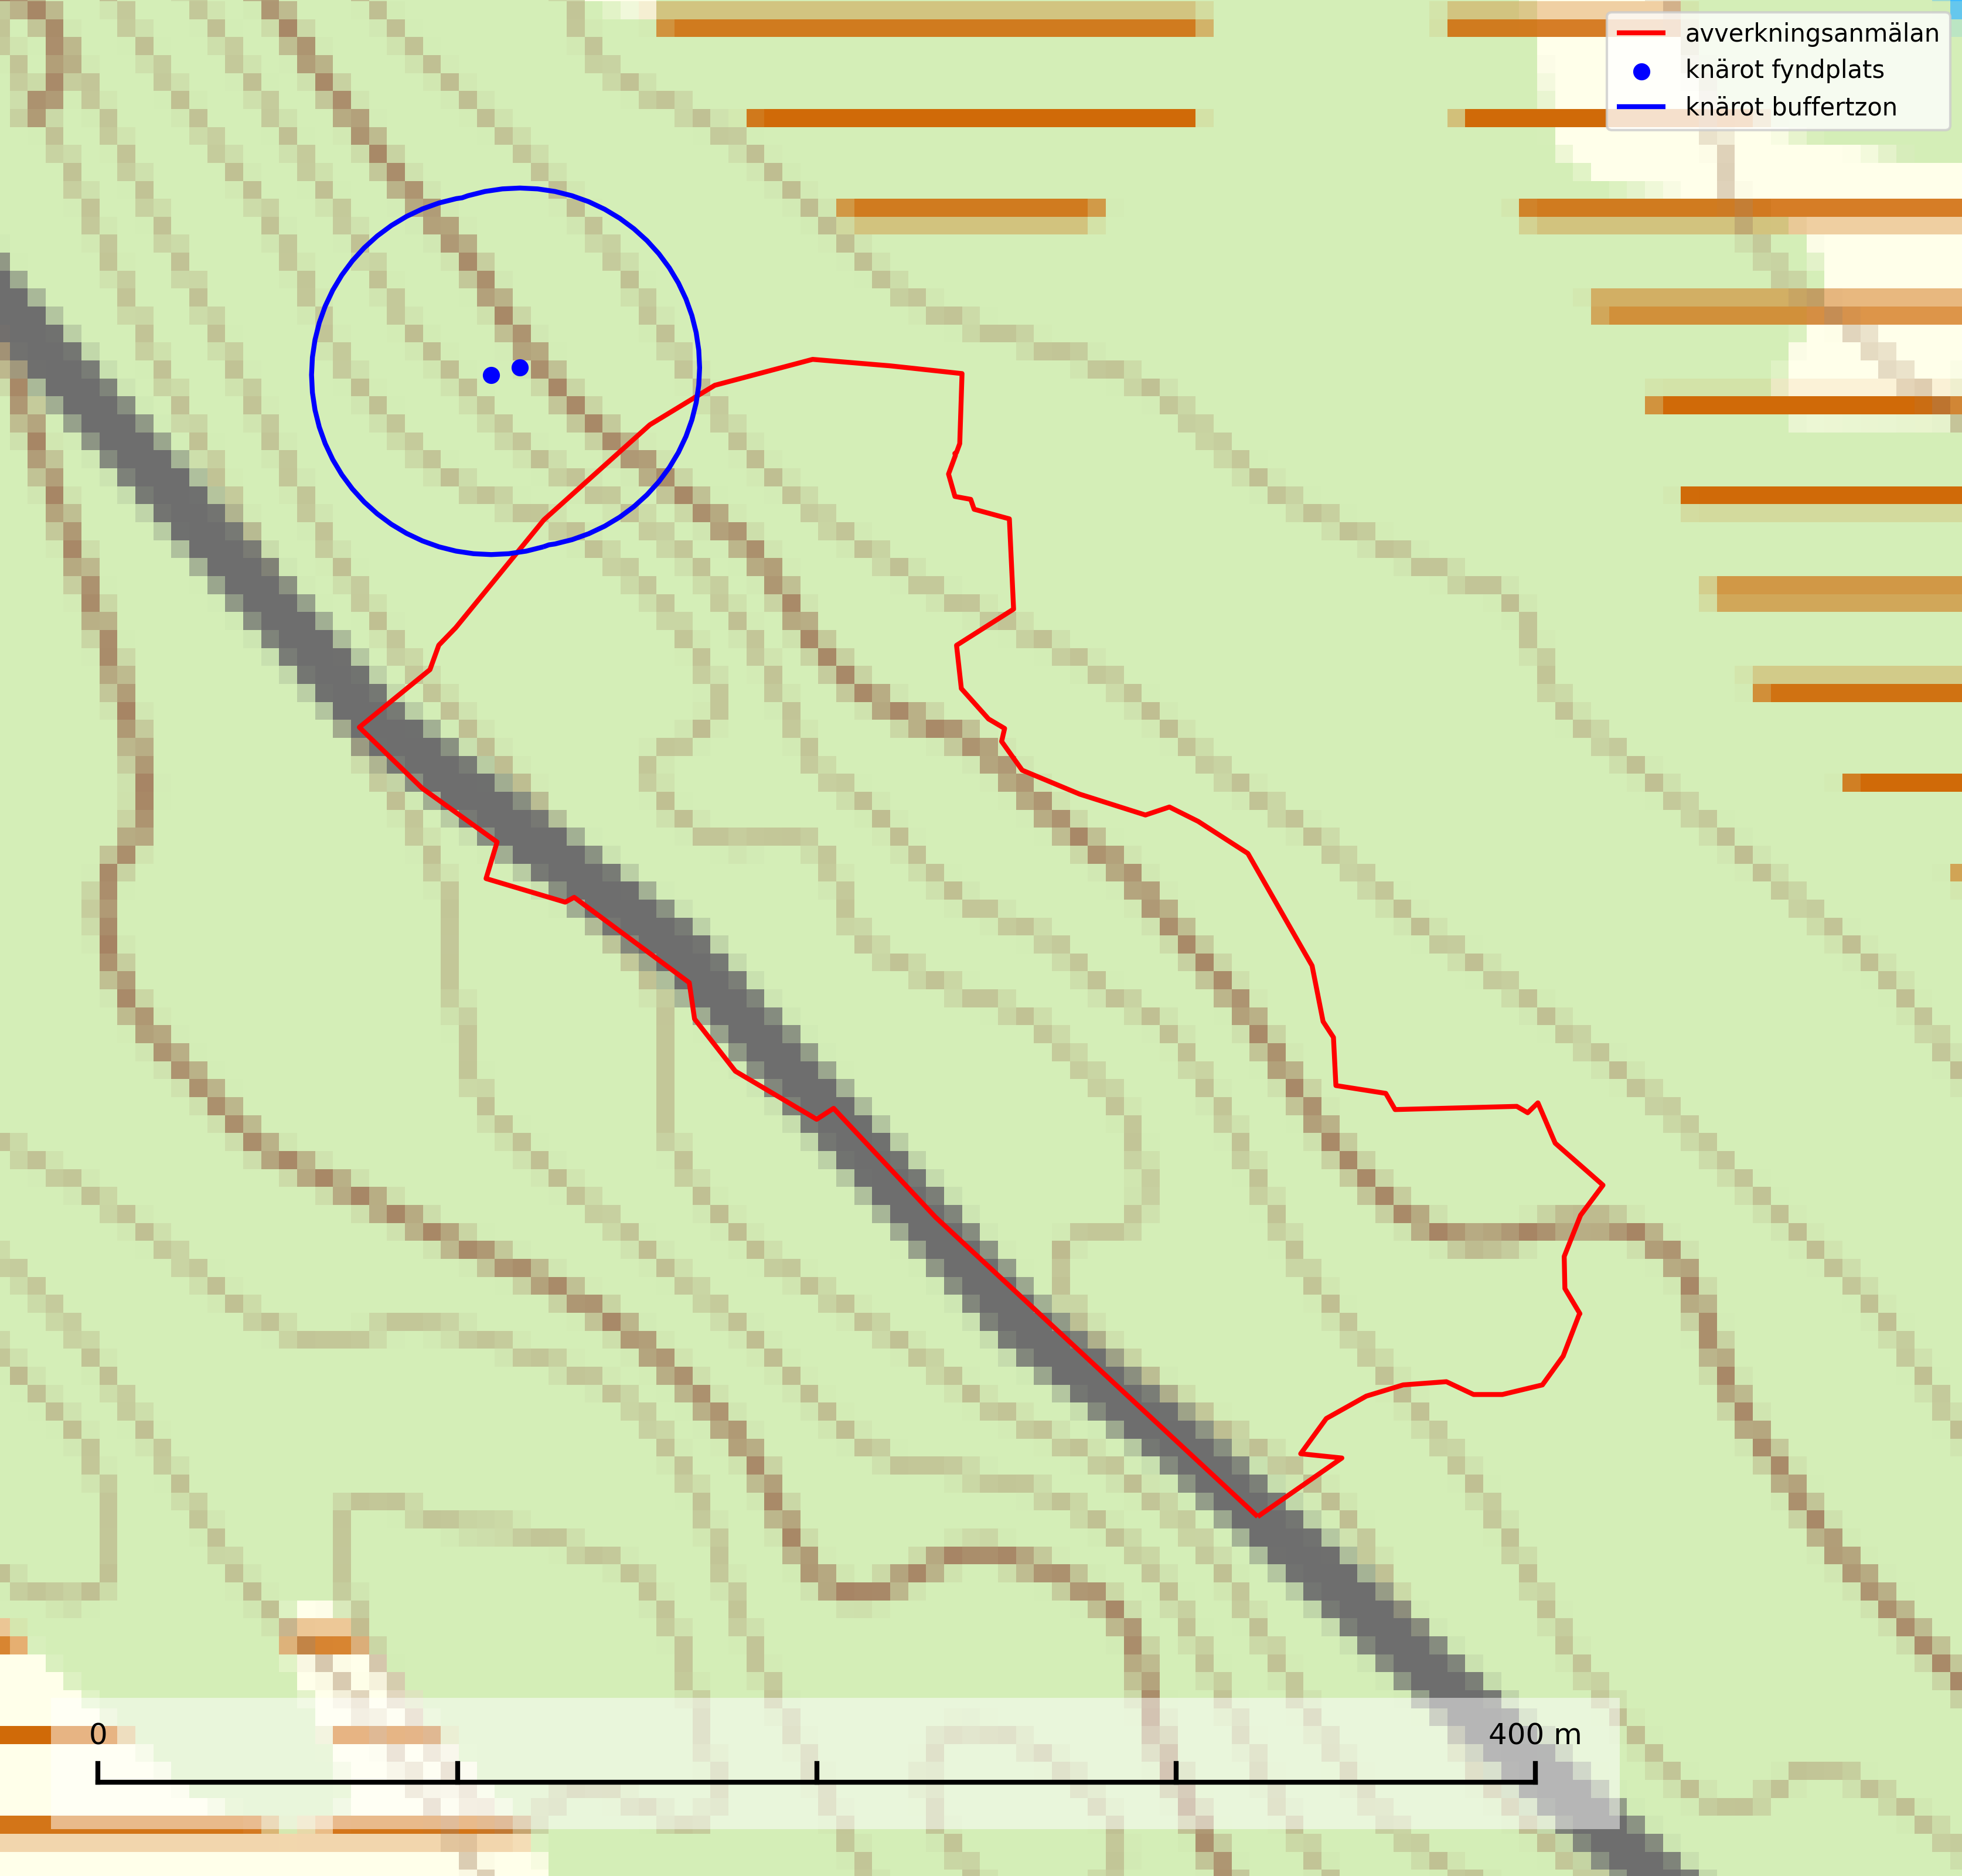 avverkningsanmälan
knärot fyndplats
knärot buffertzon
0
400 m